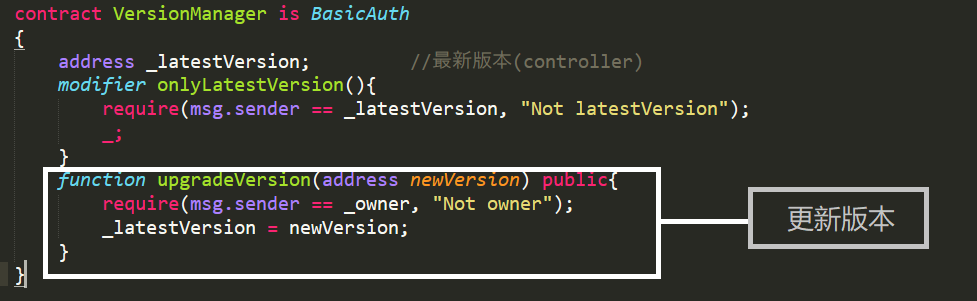 contract VersionManager is BasicAuth
{
address _latestVersion; //最新版本(controller)
modifier onlyLatestVersion(){
require(msg.sender == _latestVersion, "Not latestVersion");
_;
}
function upgradeVersion(address newVersion) public{
require(msg.sender == _owner, "Not owner");
_latestVersion = newVersion;
}
}
更新版本